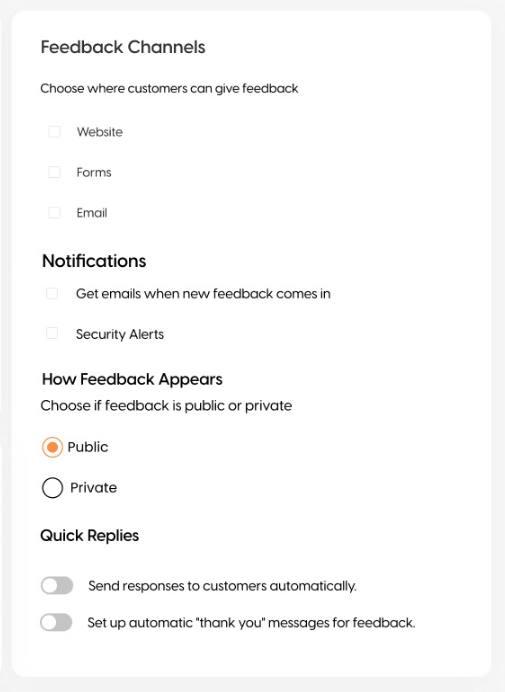 Feedback Channels
Choose where customers can give feedback
Website
Forms
Email
Notifications
Get emails when new feedback comes in
Security Alerts
How Feedback Appears
Choose if feedback is public or private
Public
Private
Quick Replies
Send responses to customers automatically.
Set up automatic "thank you" messages for feedback.